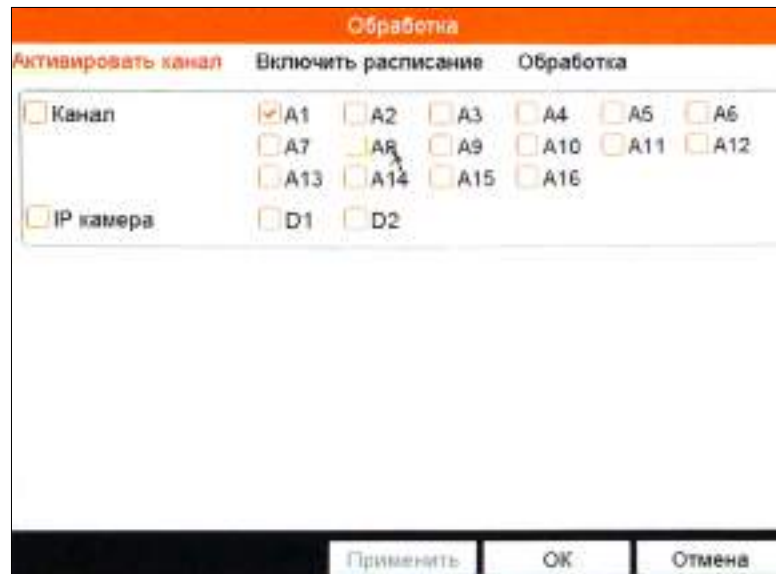 Обработка
Активировать канал Включить расписание Обработка
Канал A1 A2 A3 A4 A5 A6
A7 A8 A9 A10 A11 A12
A13 A14 A15 A16
IP камера D1 D2
Применить ОК Отмена